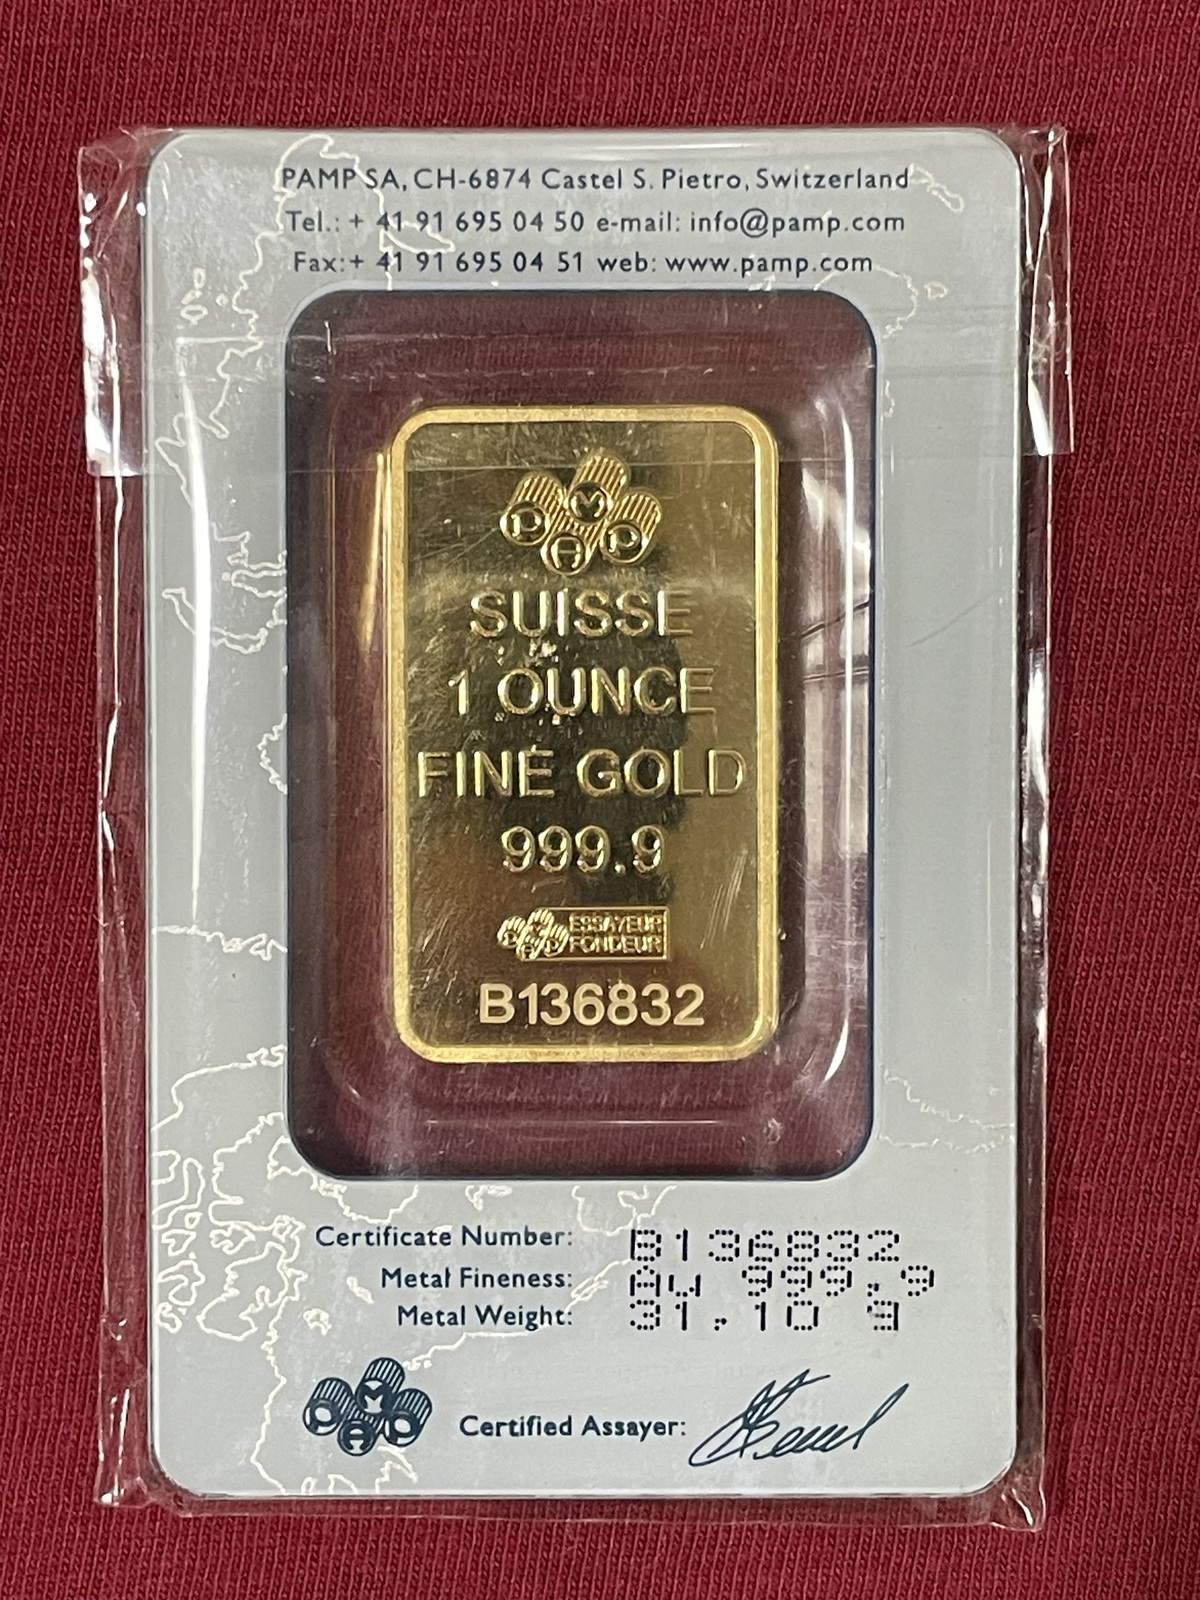 PAMP SA, CH-6874 Castel S. Pietro, Switzerland
Tel.: + 41 91 695 04 50 e-mail: info@pamp.com
Fax:+ 41 91 695 04 51 web: www.pamp.com
PAMP
SUISSE
1 OUNCE
FINE GOLD
999.9
PAMP ESSAYEUR
FONDEUR
B136832
Certificate Number: B136832
Metal Fineness: Au 999,9
Metal Weight: 31,10 g
PAMP Certified Assayer: